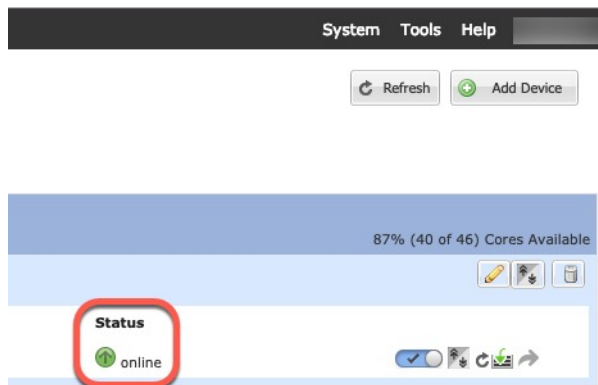 System Tools Help
Refresh Add Device
87% (40 of 46) Cores Available
Status
online